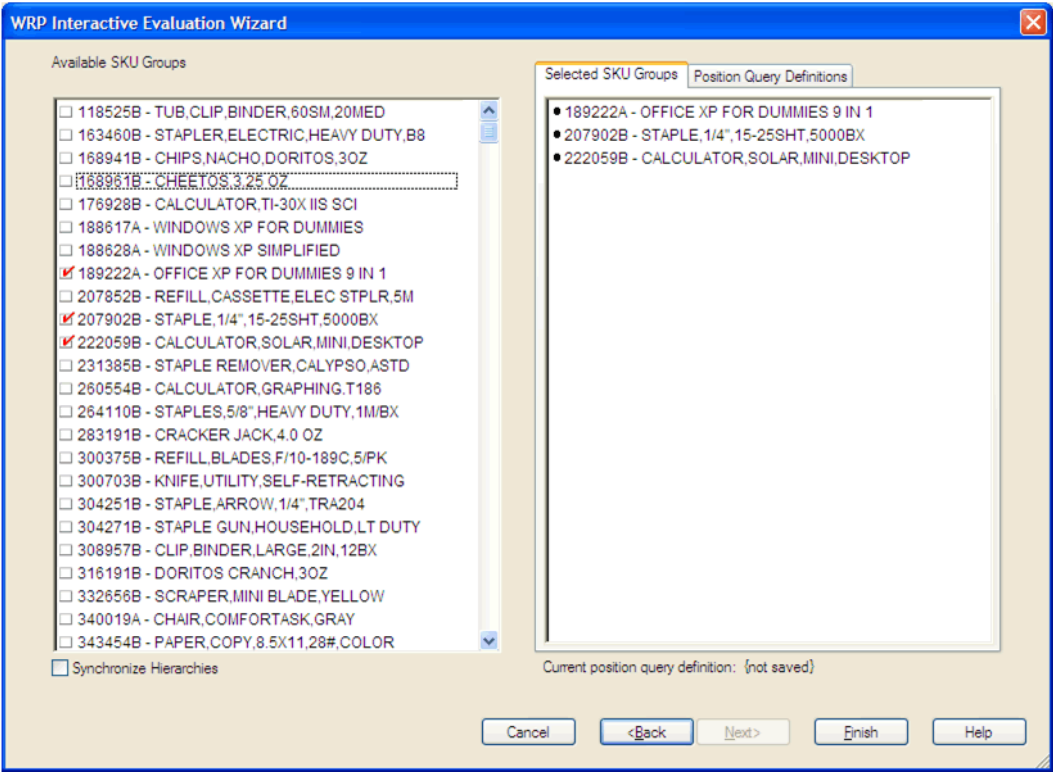 WRP Interactive Evaluation Wizard
Available SKU Groups
118525B - TUB,CLIP,BINDER,60SM,20MED
163460B - STAPLER,ELECTRIC,HEAVY DUTY,B8
168941B - CHIPS,NACHO,DORITOS,3OZ
168961B - CHEETOS,3.25 OZ
176928B - CALCULATOR,TI-30X IIS SCI
188617A - WINDOWS XP FOR DUMMIES
188628A - WINDOWS XP SIMPLIFIED
189222A - OFFICE XP FOR DUMMIES 9 IN 1
207852B - REFILL,CASSETTE,ELEC STPLR,5M
207902B - STAPLE,1/4",15-25SHT,5000BX
222059B - CALCULATOR,SOLAR,MINI,DESKTOP
231385B - STAPLE REMOVER,CALYPSO,ASTD
260554B - CALCULATOR,GRAPHING.T186
264110B - STAPLES,5/8",HEAVY DUTY,1M/BX
283191B - CRACKER JACK,4.0 OZ
300375B - REFILL,BLADES,F/10-189C,5/PK
300703B - KNIFE,UTILITY,SELF-RETRACTING
304251B - STAPLE,ARROW,1/4",TRA204
304271B - STAPLE GUN,HOUSEHOLD,LT DUTY
308957B - CLIP,BINDER,LARGE,2IN,12BX
316191B - DORITOS CRANCH,3OZ
332656B - SCRAPER,MINI BLADE,YELLOW
340019A - CHAIR,COMFORTASK,GRAY
343454B - PAPER,COPY,8.5X11,28#,COLOR
Synchronize Hierarchies
Selected SKU Groups Position Query Definitions
189222A - OFFICE XP FOR DUMMIES 9 IN 1
207902B - STAPLE,1/4",15-25SHT,5000BX
222059B - CALCULATOR,SOLAR,MINI,DESKTOP
Current position query definition: {not saved}
Cancel <Back Next> Finish Help